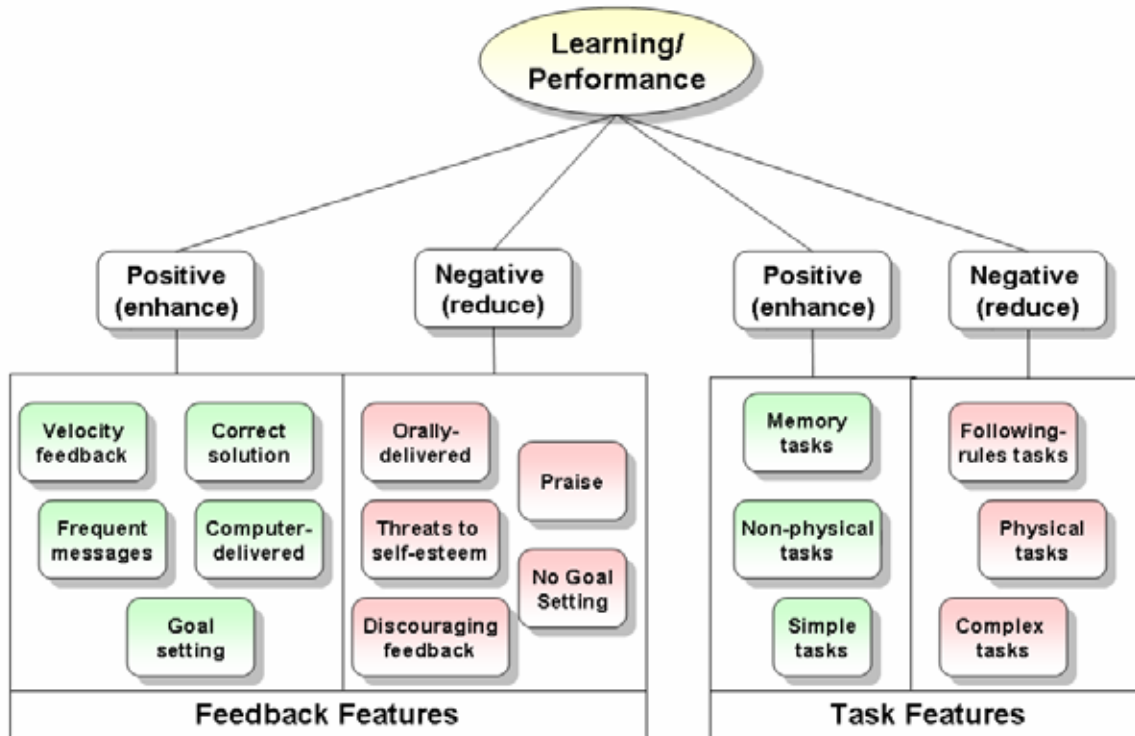 Learning/
Performance
Positive
(enhance)
Negative
(reduce)
Positive
(enhance)
Negative
(reduce)
Velocity
feedback
Correct
solution
Frequent
messages
Computer-
delivered
Goal
setting
Orally-
delivered
Praise
Threats to
self-esteem
No Goal
Setting
Discouraging
feedback
Memory
tasks
Non-physical
tasks
Simple
tasks
Following-
rules tasks
Physical
tasks
Complex
tasks
Feedback Features
Task Features